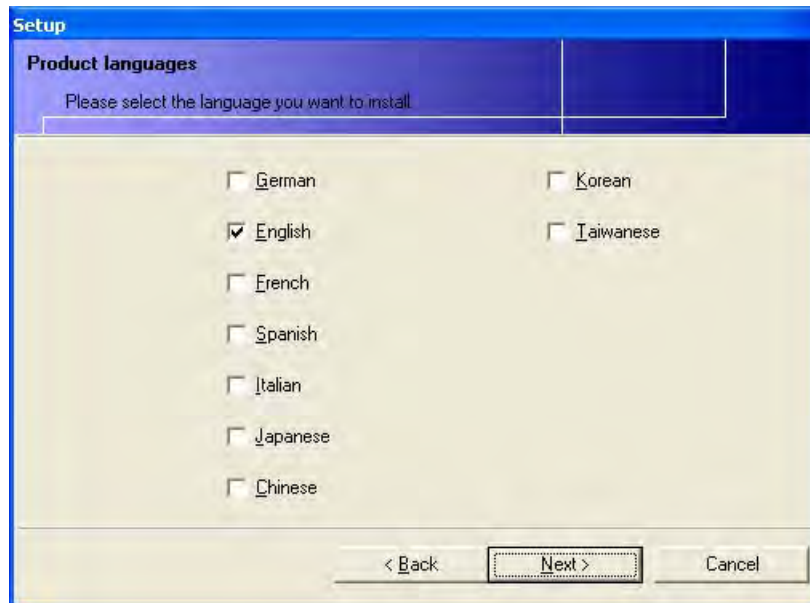 Setup
Product languages
Please select the language you want to install.
German
English
French
Spanish
Italian
Japanese
Chinese
Korean
Taiwanese
< Back
Next >
Cancel